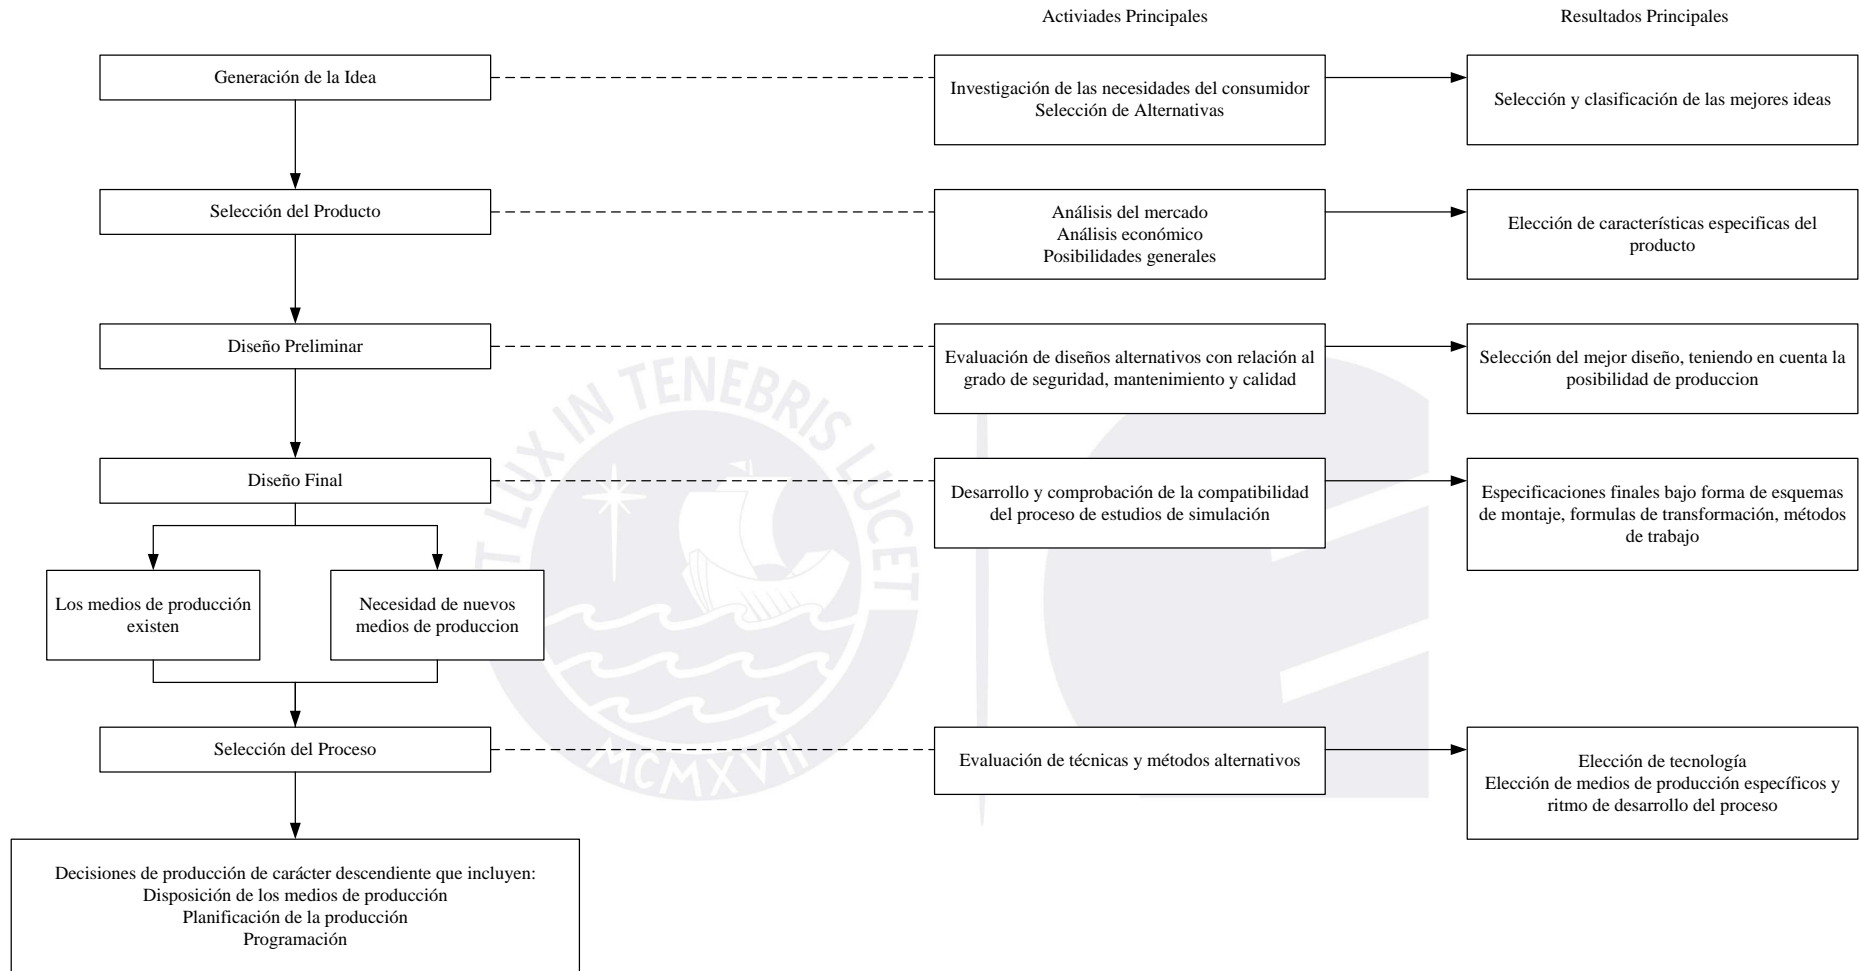 Activiades Principales
Resultados Principales
Generación de la Idea
Investigación de las necesidades del consumidor
Selección de Alternativas
Selección y clasificación de las mejores ideas
Selección del Producto
Análisis del mercado
Análisis económico
Posibilidades generales
Elección de características especificas del
producto
Diseño Preliminar
Evaluación de diseños alternativos con relación al
grado de seguridad, mantenimiento y calidad
Selección del mejor diseño, teniendo en cuenta la
posibilidad de produccion
Diseño Final
Desarrollo y comprobación de la compatibilidad
del proceso de estudios de simulación
Especificaciones finales bajo forma de esquemas
de montaje, formulas de transformación, métodos
de trabajo
Los medios de producción
existen
Necesidad de nuevos
medios de produccion
Selección del Proceso
Evaluación de técnicas y métodos alternativos
Elección de tecnología
Elección de medios de producción específicos y
ritmo de desarrollo del proceso
Decisiones de producción de carácter descendiente que incluyen:
Disposición de los medios de producción
Planificación de la producción
Programación
ET LUX IN TENEBRIS LUCET
MCMXVII